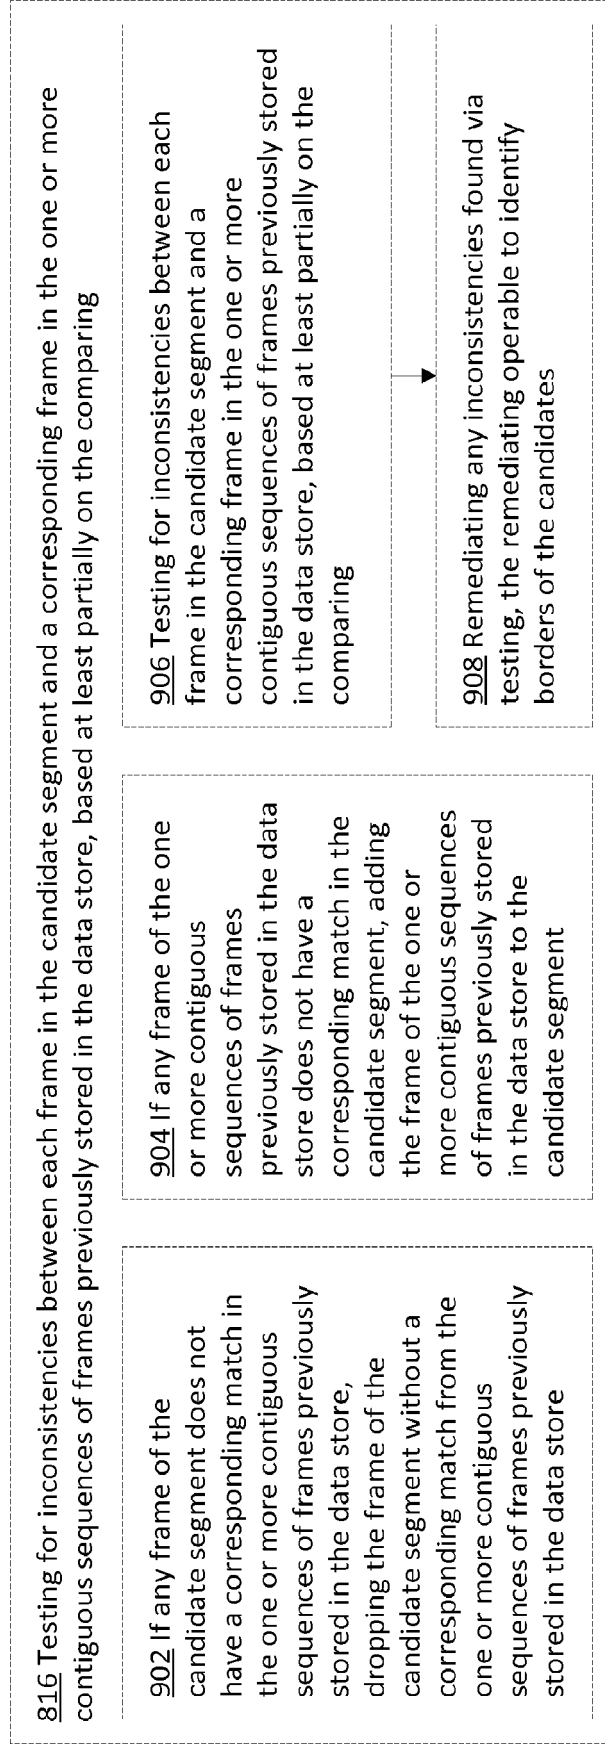 816 Testing for inconsistencies between each frame in the candidate segment and a corresponding frame in the one or more
contiguous sequences of frames previously stored in the data store, based at least partially on the comparing
902 If any frame of the
candidate segment does not
have a corresponding match in
the one or more contiguous
sequences of frames previously
stored in the data store,
dropping the frame of the
candidate segment without a
corresponding match from the
one or more contiguous
sequences of frames previously
stored in the data store
904 If any frame of the one
or more contiguous
sequences of frames
previously stored in the data
store does not have a
corresponding match in the
candidate segment, adding
the frame of the one or
more contiguous sequences
of frames previously stored
in the data store to the
candidate segment
906 Testing for inconsistencies between each
frame in the candidate segment and a
corresponding frame in the one or more
contiguous sequences of frames previously stored
in the data store, based at least partially on the
comparing
908 Remediating any inconsistencies found via
testing, the remediating operable to identify
borders of the candidates